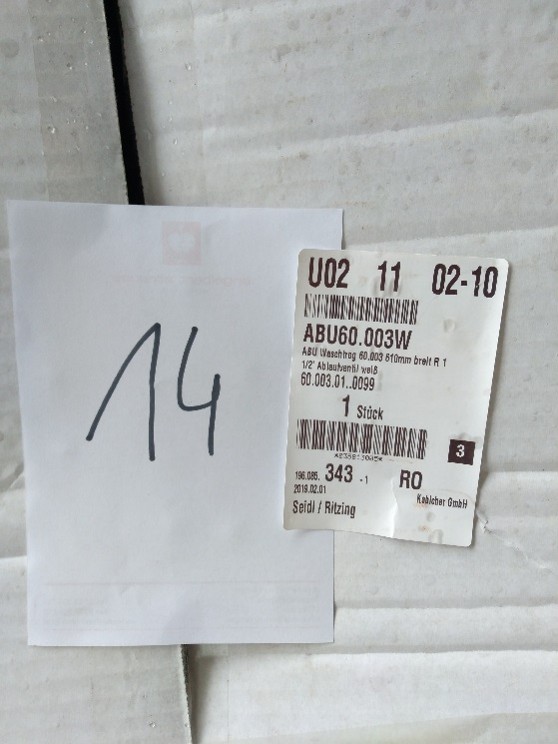 14
U02 11 02-10
ABU60.003W
ABU Waschtrog 60.003 610mm breit R 1
1/2" Ablaufventil weiß
60.003.01..0099
1 Stück
3
196.085. 343 -1 RO
2019.02.01
Kabicher GmbH
Seidl / Ritzing